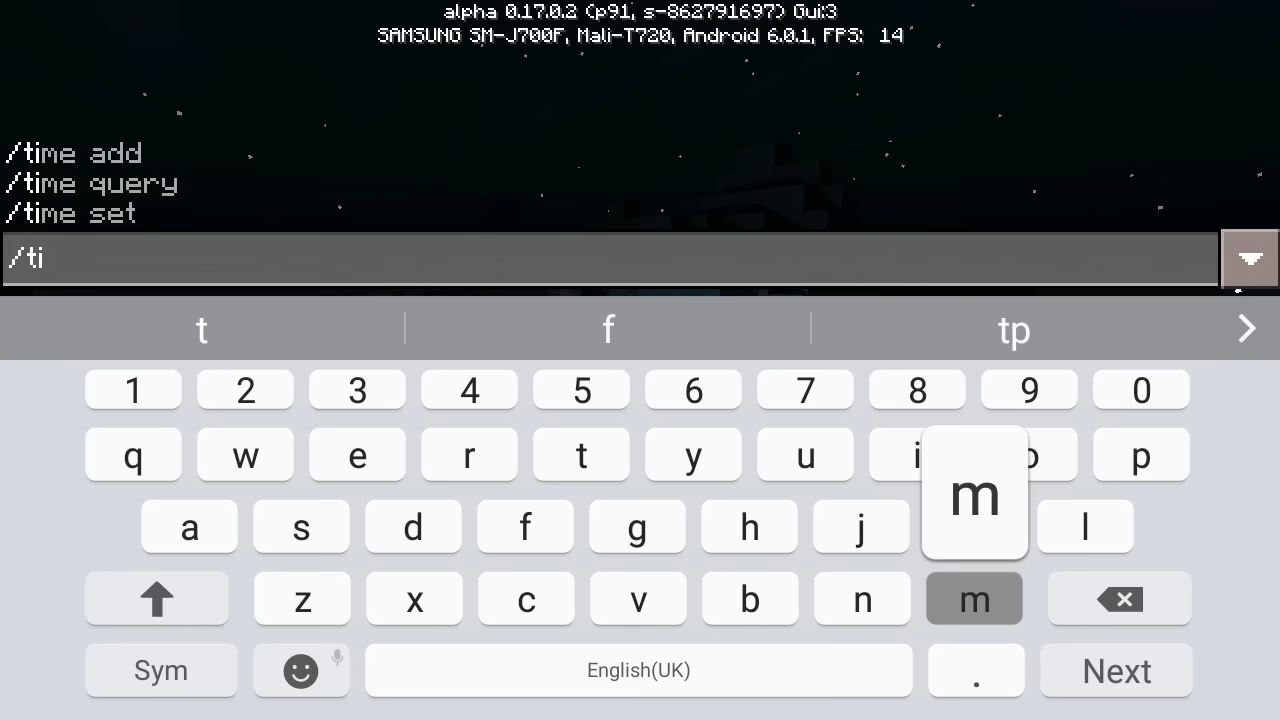 alpha 0.17.0.2 (p91, s-862791697) Gui:3
SAMSUNG SM-J700F, Mali-T720, Android 6.0.1, FPS: 14
/time add
/time query
/time set
/ti
t f tp
1 2 3 4 5 6 7 8 9 0
q w e r t y u i o p
m
a s d f g h j l
z x c v b n m
Sym English(UK) . Next